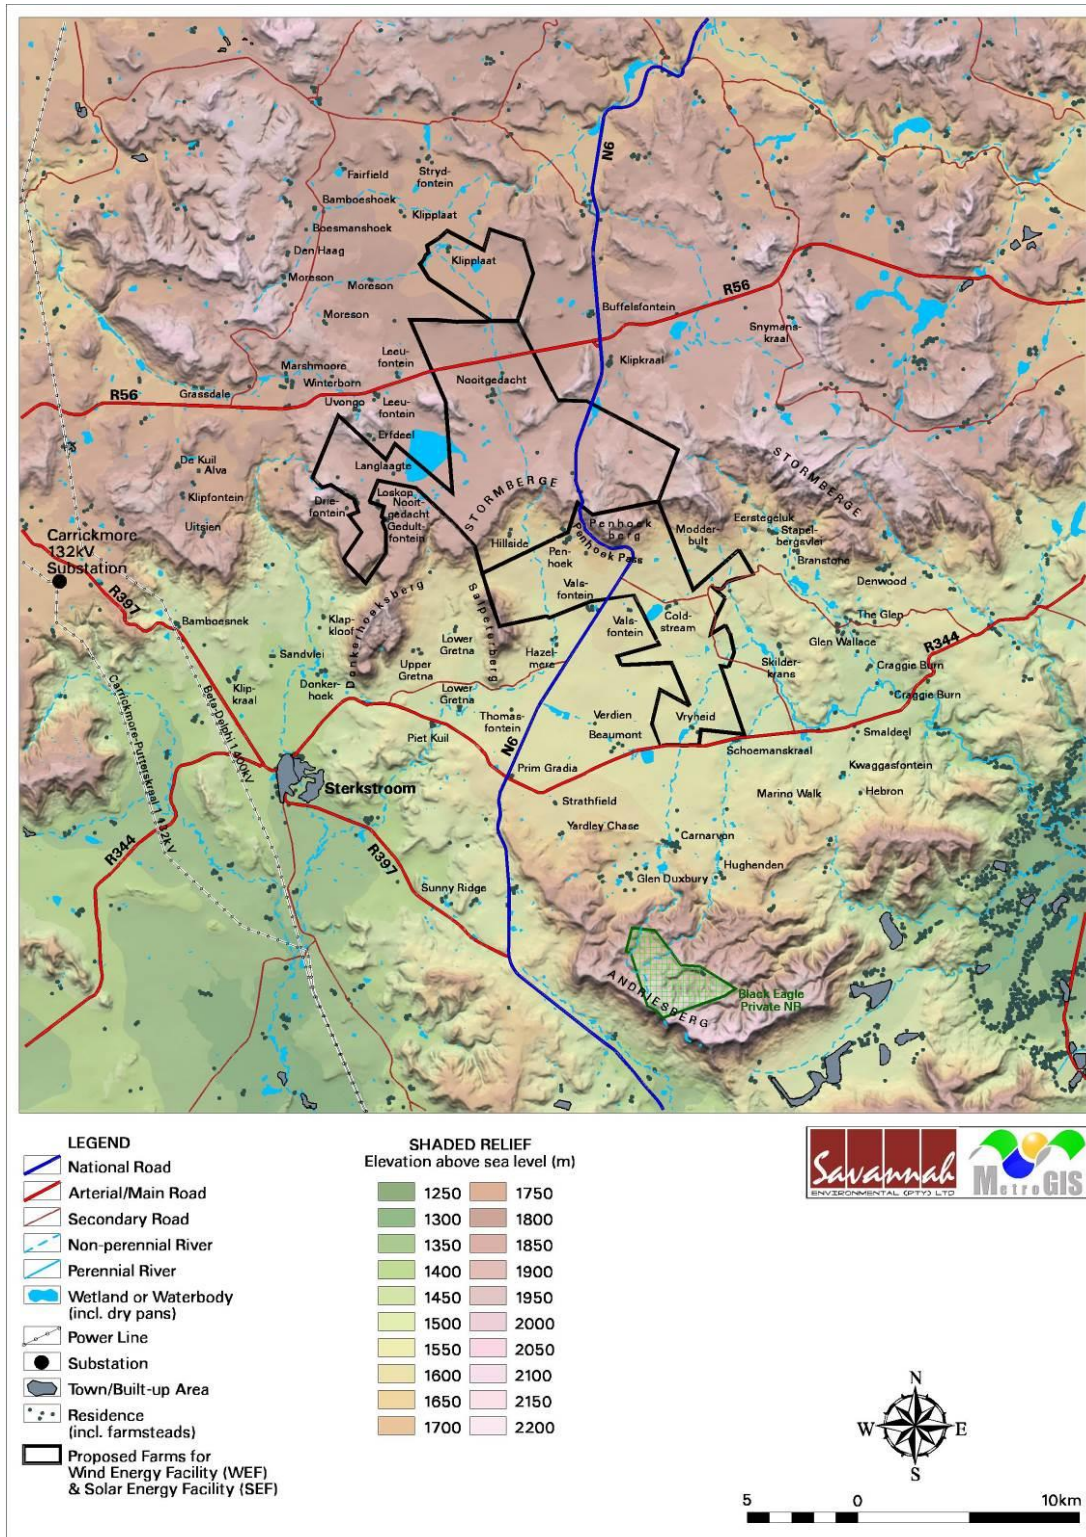 N6
Fairfield
Stryd-
fontein
Bamboeshoek
Klipplaat
Boesmanshoek
Den Haag
Klipplaat
Moreson
Moreson
R56
Buffelsfontein
Moreson
Snymans-
kraal
Leeu-
fontein
Marshmoore
Klipkraal
Winterborn
Nooitgedacht
Grassdale
R56
Uvongo
Leeu-
fontein
Erfdeel
De Kuil
Alva
Langlaagte
STORMBERGE
Klipfontein
Loskop
Drie-
fontein
Nooit-
gedacht
Gedult-
fontein
STORMBERGE
Uitsien
Penhoek
berg
Eerstegeluk
Modder-
bult
Stapel-
bergsvlei
Carrickmore
132kV
Substation
Hillside
Penhoek Pass
Pen-
hoek
Branstone
Denwood
R397
Vals-
fontein
Bamboesnek
Klap-
kloof
Donkerhoeksberg
Salpeterberg
Vals-
fontein
Cold-
stream
The Glen
Glen Wallace
R344
Lower
Gretna
Sandvlei
Hazel-
mere
Upper
Gretna
Skilder-
krans
Craggie Burn
Donker-
hoek
Klip-
kraal
Lower
Gretna
Craggie Burn
Carrickmore-Putterskraal 1 132kV
Beta-Delphi 1 400kV
Thomas-
fontein
Verdien
Vryheid
Beaumont
Smaldeel
Piet Kuil
N6
Schoemanskraal
Prim Gradia
Kwaggasfontein
Sterkstroom
Strathfield
Marino Walk
Hebron
Yardley Chase
Carnarvon
R344
R397
Hughenden
Glen Duxbury
Sunny Ridge
ANDRIESBERG
Black Eagle
Private NR
LEGEND
National Road
Arterial/Main Road
Secondary Road
Non-perennial River
Perennial River
Wetland or Waterbody
(incl. dry pans)
Power Line
Substation
Town/Built-up Area
Residence
(incl. farmsteads)
Proposed Farms for
Wind Energy Facility (WEF)
& Solar Energy Facility (SEF)
SHADED RELIEF
Elevation above sea level (m)
1250 1750
1300 1800
1350 1850
1400 1900
1450 1950
1500 2000
1550 2050
1600 2100
1650 2150
1700 2200
Savannah
ENVIRONMENTAL (PTY) LTD
MetroGIS
N
W E
S
5 0 10km